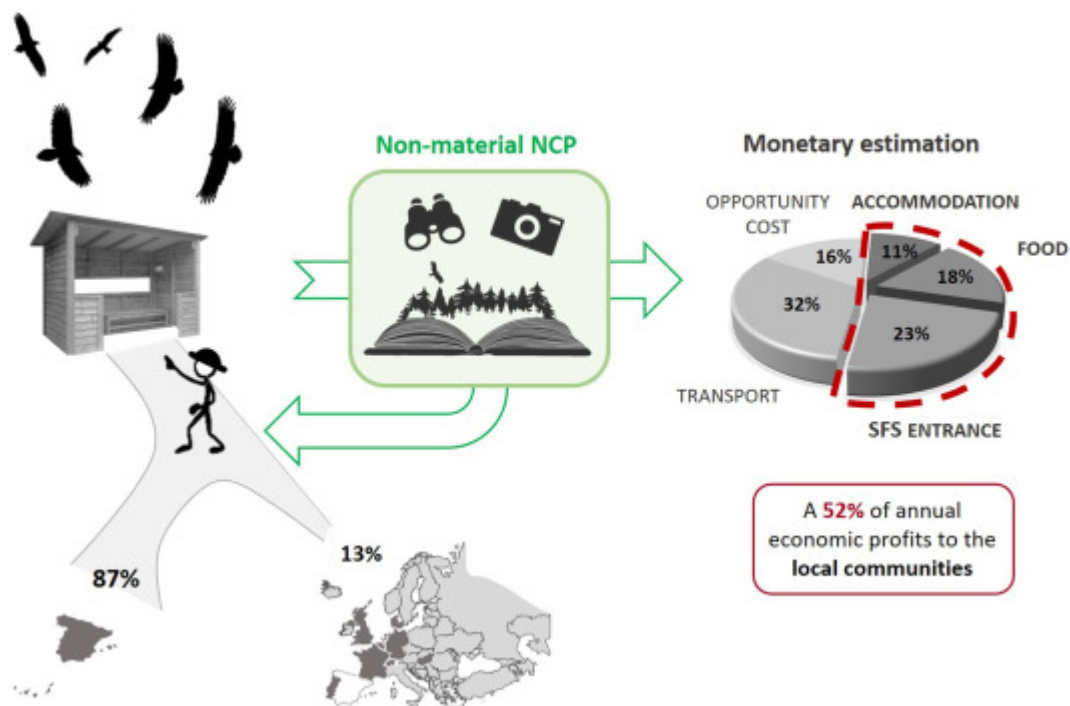 Non-material NCP
Monetary estimation
OPPORTUNITY
COST
ACCOMMODATION
FOOD
16%
11%
18%
32%
23%
TRANSPORT
SFS ENTRANCE
A 52% of annual
economic profits to the
local communities
87%
13%